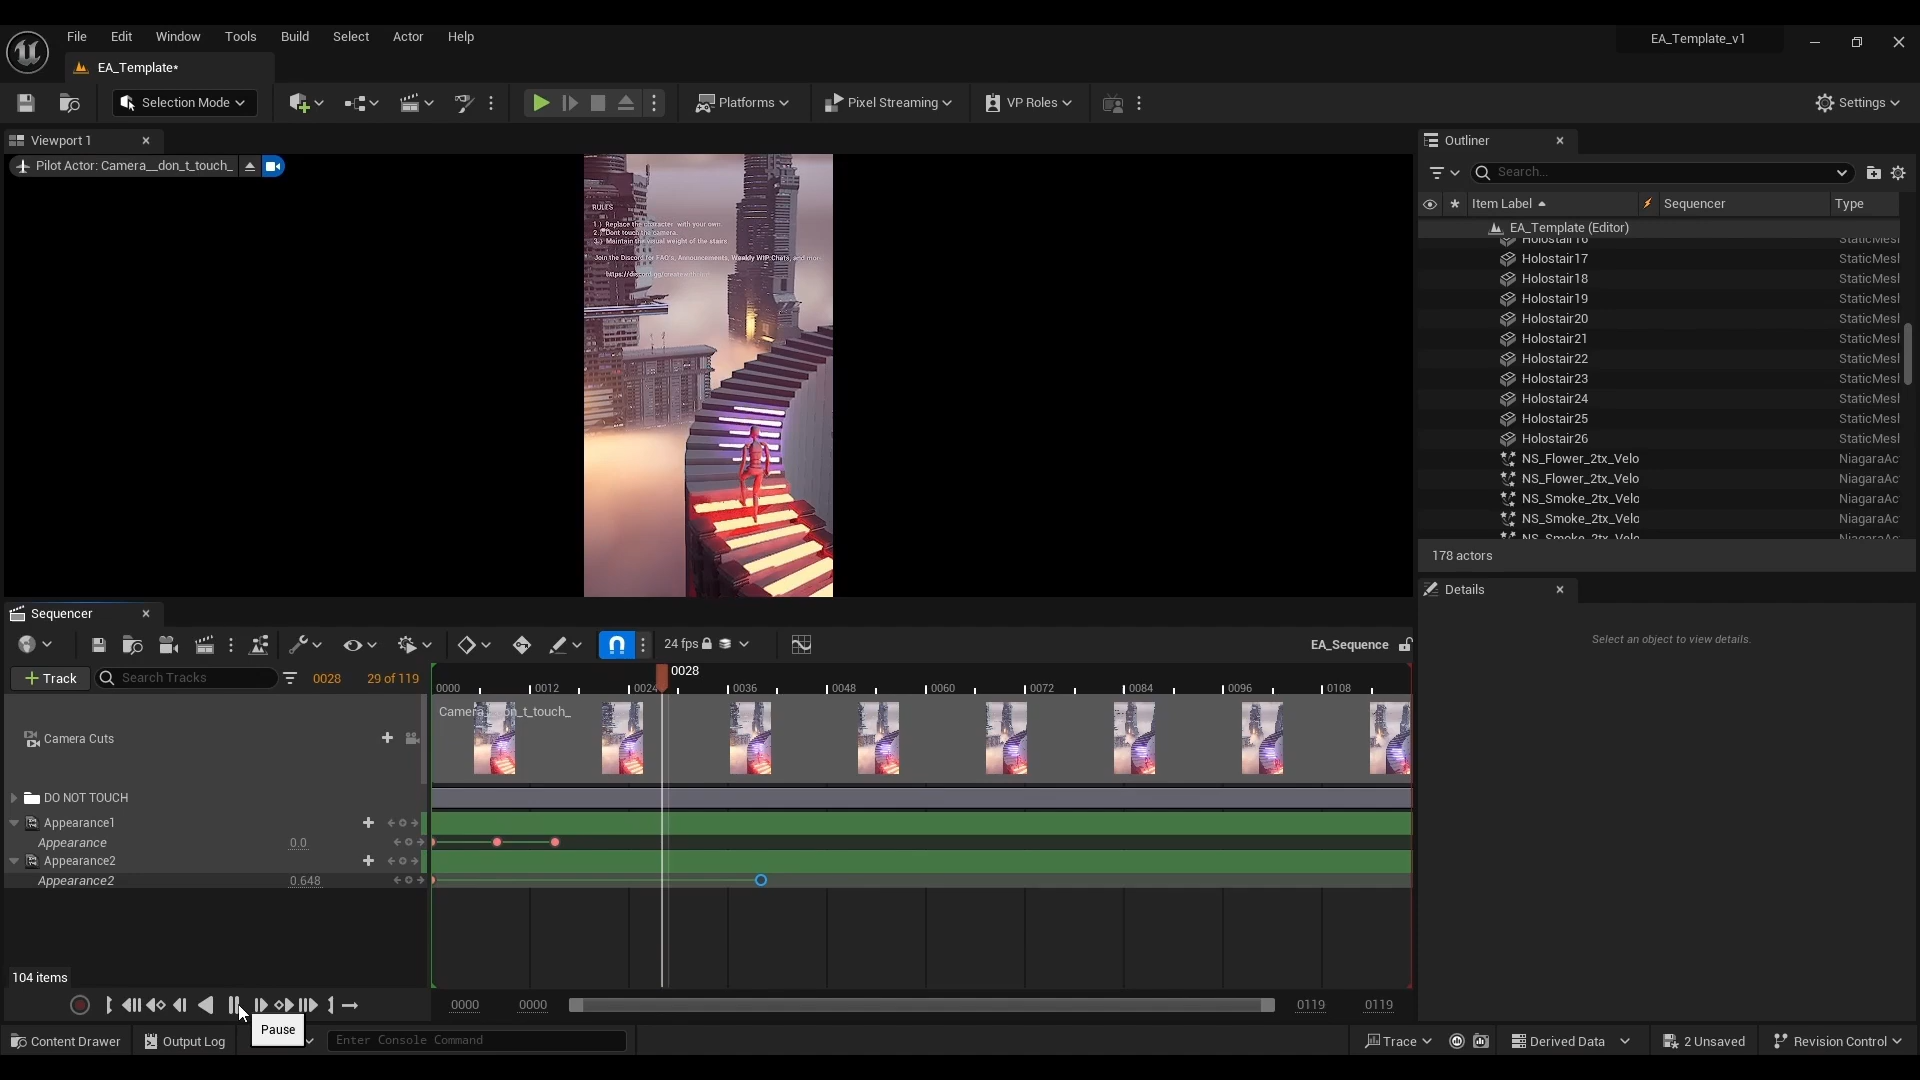 File Edit Window Tools Build Select Actor Help
EA_Template_v1
EA_Template*
Selection Mode
Platforms
Pixel Streaming
VP Roles
Settings
Viewport 1
Pilot Actor: Camera__don_t_touch_
RULES
1.) Replace the character with your own
2.) Dont touch the camera.
3.) Maintain the visual weight of the stairs
Join the Discord for FAQ's, Announcements, Weekly WIP Chats, and more
Outliner
Search...
Item Label Sequencer Type
EA_Template (Editor)
Holostair16 StaticMesh
Holostair17 StaticMesh
Holostair18 StaticMesh
Holostair19 StaticMesh
Holostair20 StaticMesh
Holostair21 StaticMesh
Holostair22 StaticMesh
Holostair23 StaticMesh
Holostair24 StaticMesh
Holostair25 StaticMesh
Holostair26 StaticMesh
NS_Flower_2tx_Velo NiagaraAc
NS_Flower_2tx_Velo NiagaraAc
NS_Smoke_2tx_Velo NiagaraAc
NS_Smoke_2tx_Velo NiagaraAc
NS_Smoke_2tx_Velo NiagaraAc
178 actors
Details
Select an object to view details.
Sequencer
24 fps
EA_Sequence
Track
Search Tracks
0028
29 of 119
0028
0000 0012 0024 0036 0048 0060 0072 0084 0096 0108
Camera Cuts
DO NOT TOUCH
Appearance1
Appearance 0.0
Appearance2
Appearance2 0.648
104 items
0000 0000 0119 0119
Pause
Content Drawer
Output Log
Enter Console Command
Trace
Derived Data
2 Unsaved
Revision Control